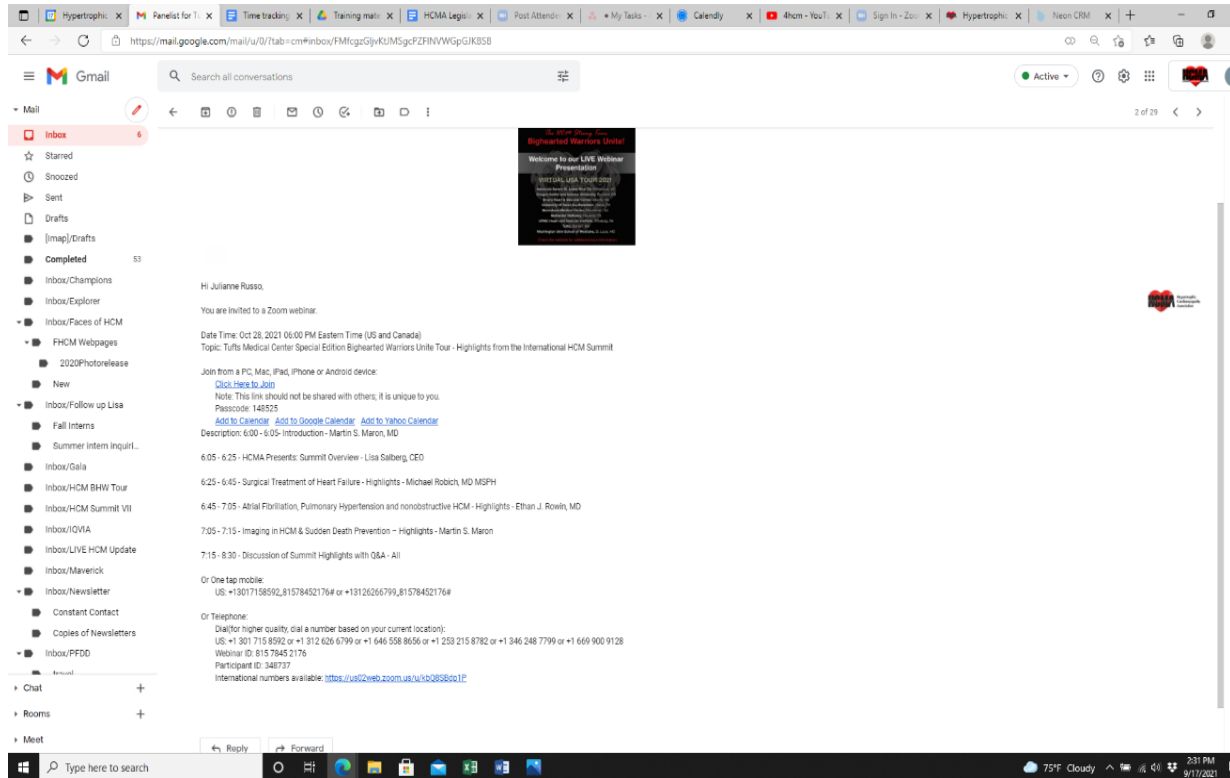 Hypertrophic
Panelist for Tu
Time tracking
Training mate
HCMA Legisla
Post Attende
My Tasks -
Calendly
4hcm - YouTu
Sign In - Zoo
Hypertrophic
Neon CRM
https://mail.google.com/mail/u/0/?tab=cm#inbox/FMfcgzGljvKtJMSgcPZFlNVWGpGJKBSB
Gmail
Search all conversations
Active
HCMA
Mail
2 of 29
Inbox 6
Starred
Snoozed
Sent
Drafts
[Imap]/Drafts
Completed 53
Inbox/Champions
Inbox/Explorer
Inbox/Faces of HCM
FHCM Webpages
2020Photorelease
New
Inbox/Follow up Lisa
Fall Interns
Summer intern inquiri...
Inbox/Gala
Inbox/HCM BHW Tour
Inbox/HCM Summit VII
Inbox/IQVIA
Inbox/LIVE HCM Update
Inbox/Maverick
Inbox/Newsletter
Constant Contact
Copies of Newsletters
Inbox/PFDD
travel
Chat
Rooms
Meet
Bighearted Warriors Unite!
Welcome to our LIVE Webinar
Presentation
VIRTUAL USA TOUR 2021
HCMA Hypertrophic
Cardiomyopathy
Association
Hi Julianne Russo,
You are invited to a Zoom webinar.
Date Time: Oct 28, 2021 06:00 PM Eastern Time (US and Canada)
Topic: Tufts Medical Center Special Edition Bighearted Warriors Unite Tour - Highlights from the International HCM Summit
Join from a PC, Mac, iPad, iPhone or Android device:
Click Here to Join
Note: This link should not be shared with others; it is unique to you.
Passcode: 148525
Add to Calendar Add to Google Calendar Add to Yahoo Calendar
Description: 6:00 - 6:05- Introduction - Martin S. Maron, MD
6:05 - 6:25 - HCMA Presents: Summit Overview - Lisa Salberg, CEO
6:25 - 6:45 - Surgical Treatment of Heart Failure - Highlights - Michael Robich, MD MSPH
6:45 - 7:05 - Atrial Fibrillation, Pulmonary Hypertension and nonobstructive HCM - Highlights - Ethan J. Rowin, MD
7:05 - 7:15 - Imaging in HCM & Sudden Death Prevention – Highlights - Martin S. Maron
7:15 - 8:30 - Discussion of Summit Highlights with Q&A - All
Or One tap mobile:
US: +13017158592,,81578452176# or +13126266799,,81578452176#
Or Telephone:
Dial(for higher quality, dial a number based on your current location):
US: +1 301 715 8592 or +1 312 626 6799 or +1 646 558 8656 or +1 253 215 8782 or +1 346 248 7799 or +1 669 900 9128
Webinar ID: 815 7845 2176
Participant ID: 348737
International numbers available: https://us02web.zoom.us/u/kbQ8SBdp1P
Reply
Forward
Type here to search
75°F Cloudy
2:31 PM
9/17/2021